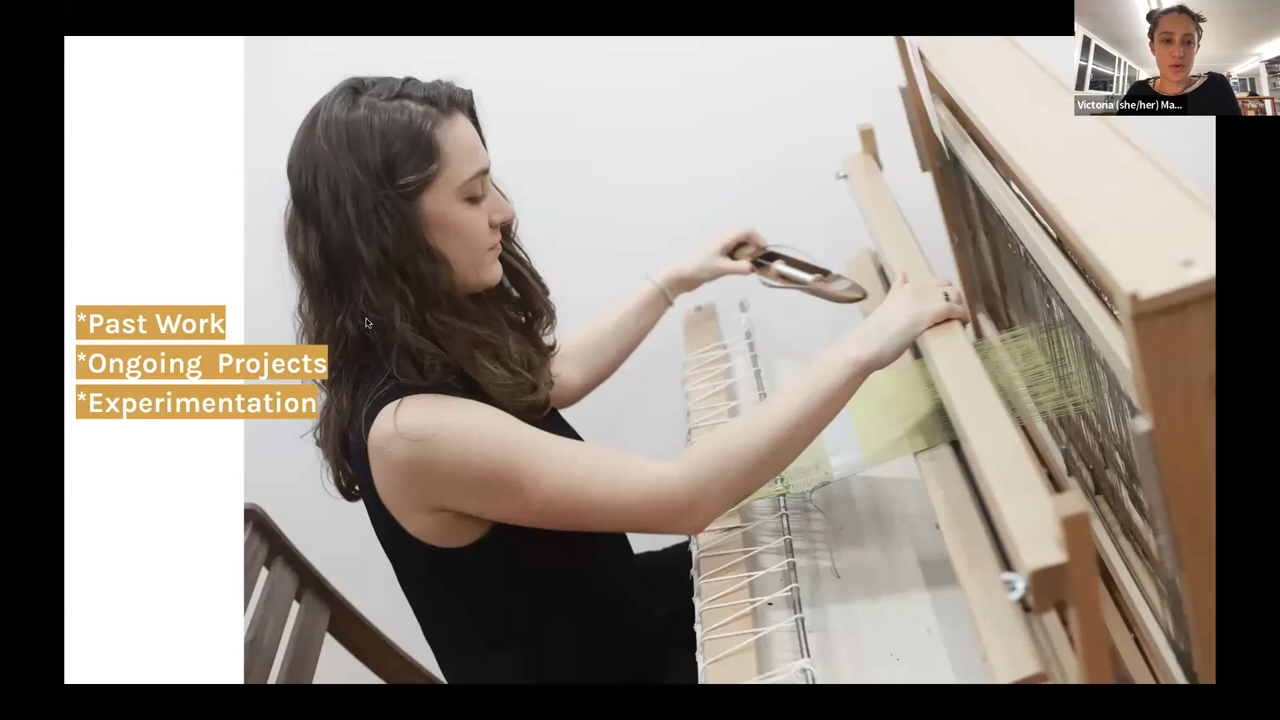 *Past Work
*Ongoing Projects
*Experimentation
Victoria (she/her) Ma...